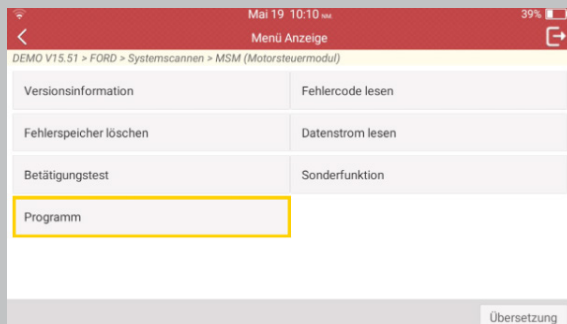 Mai 19 10:10
39%
Menü Anzeige
DEMO V15.51 > FORD > Systemscannen > MSM (Motorsteuermodul)
Versionsinformation
Fehlercode lesen
Fehlerspeicher löschen
Datenstrom lesen
Betätigungstest
Sonderfunktion
Programm
Übersetzung